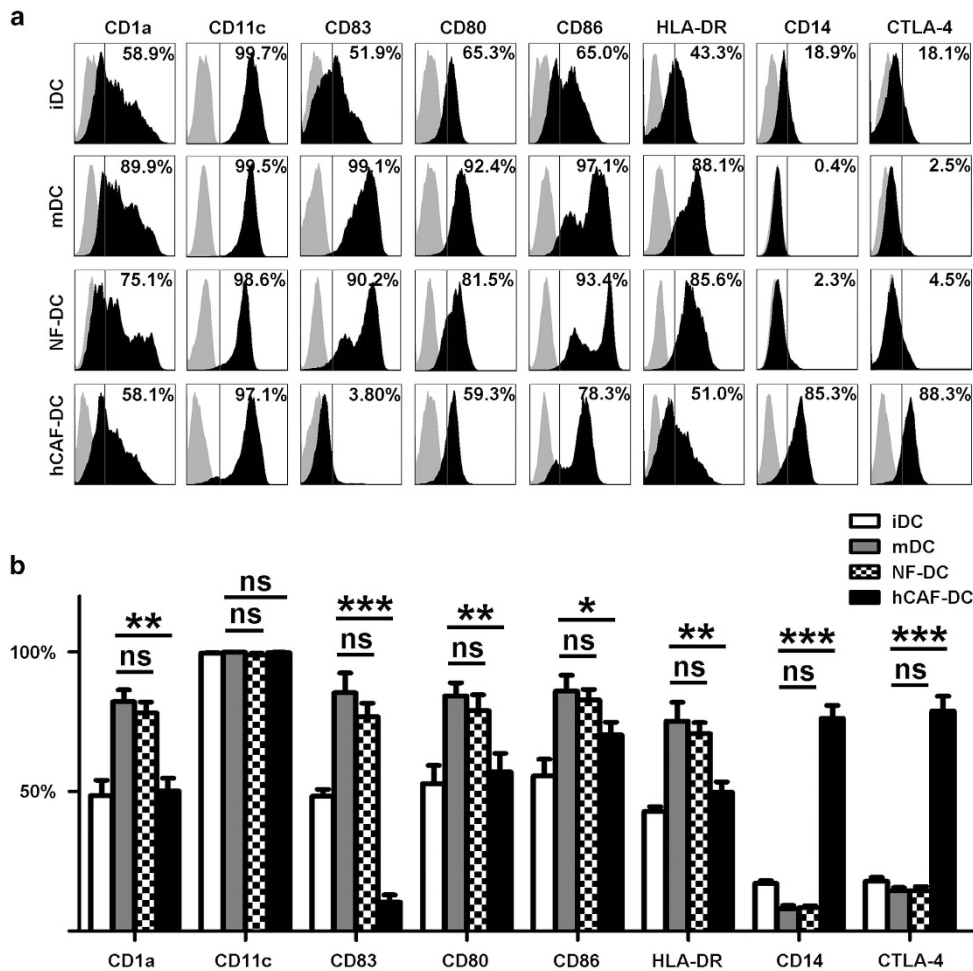 a
CD1a CD11c CD83 CD80 CD86 HLA-DR CD14 CTLA-4
iDC 58.9% 99.7% 51.9% 65.3% 65.0% 43.3% 18.9% 18.1%
mDC 89.9% 99.5% 99.1% 92.4% 97.1% 88.1% 0.4% 2.5%
NF-DC 75.1% 98.6% 90.2% 81.5% 93.4% 85.6% 2.3% 4.5%
hCAF-DC 58.1% 97.1% 3.80% 59.3% 78.3% 51.0% 85.3% 88.3%
iDC
mDC
NF-DC
hCAF-DC
b
** ns *** ** * ** *** ***
ns ns ns ns ns ns ns ns
100%
50%
CD1a CD11c CD83 CD80 CD86 HLA-DR CD14 CTLA-4